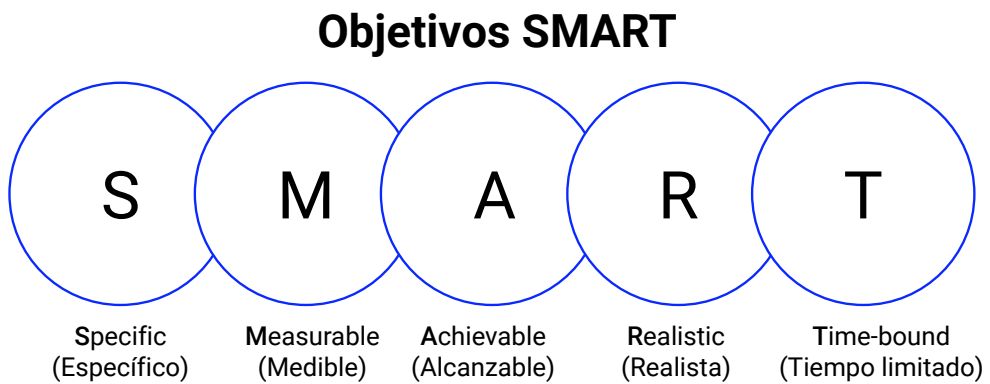 Objetivos SMART
S M A R T
Specific
(Específico)
Measurable
(Medible)
Achievable
(Alcanzable)
Realistic
(Realista)
Time-bound
(Tiempo limitado)